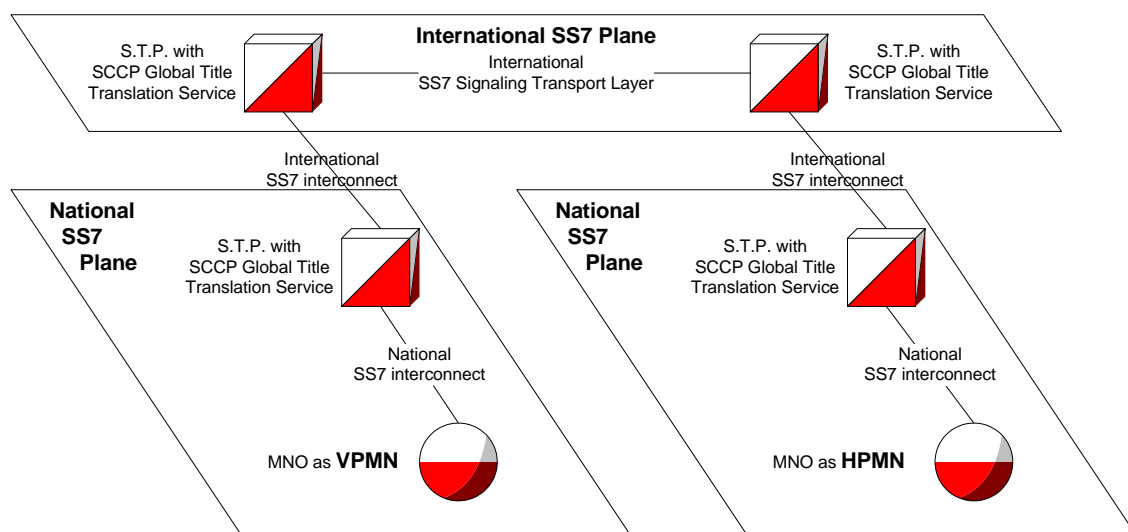 International SS7 Plane
S.T.P. with
SCCP Global Title
Translation Service
International
SS7 Signaling Transport Layer
S.T.P. with
SCCP Global Title
Translation Service
International
SS7 interconnect
International
SS7 interconnect
National
SS7
Plane
S.T.P. with
SCCP Global Title
Translation Service
National
SS7 interconnect
MNO as VPMN
National
SS7
Plane
S.T.P. with
SCCP Global Title
Translation Service
National
SS7 interconnect
MNO as HPMN